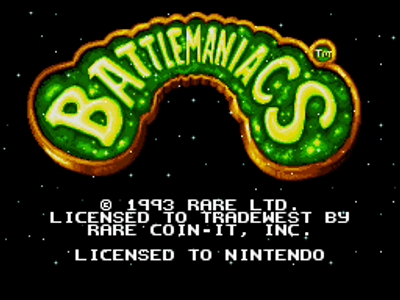 BATTLEMANIACS TM
© 1993 RARE LTD.
LICENSED TO TRADEWEST BY
RARE COIN-IT, INC.
LICENSED TO NINTENDO